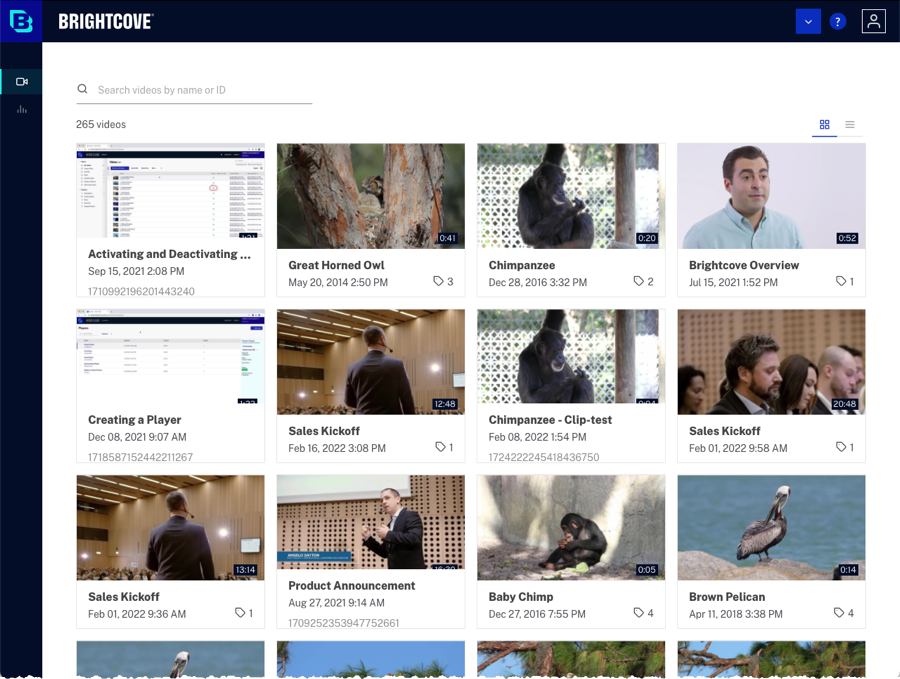 BRIGHTCOVE
?
Search videos by name or ID
265 videos
0:41
0:20
0:52
Activating and Deactivating ...
Sep 15, 2021 2:08 PM
1710992196201443240
Great Horned Owl
May 20, 2014 2:50 PM
3
Chimpanzee
Dec 28, 2016 3:32 PM
2
Brightcove Overview
Jul 15, 2021 1:52 PM
1
12:48
20:48
Creating a Player
Dec 08, 2021 9:07 AM
1718587152442211267
Sales Kickoff
Feb 16, 2022 3:08 PM
1
Chimpanzee - Clip-test
Feb 08, 2022 1:54 PM
1724222245418436750
Sales Kickoff
Feb 01, 2022 9:58 AM
1
13:14
ANGELO DAYTON
0:05
0:14
Sales Kickoff
Feb 01, 2022 9:36 AM
1
Product Announcement
Aug 27, 2021 9:14 AM
1709252353947752661
Baby Chimp
Dec 27, 2016 7:55 PM
4
Brown Pelican
Apr 11, 2018 3:38 PM
4